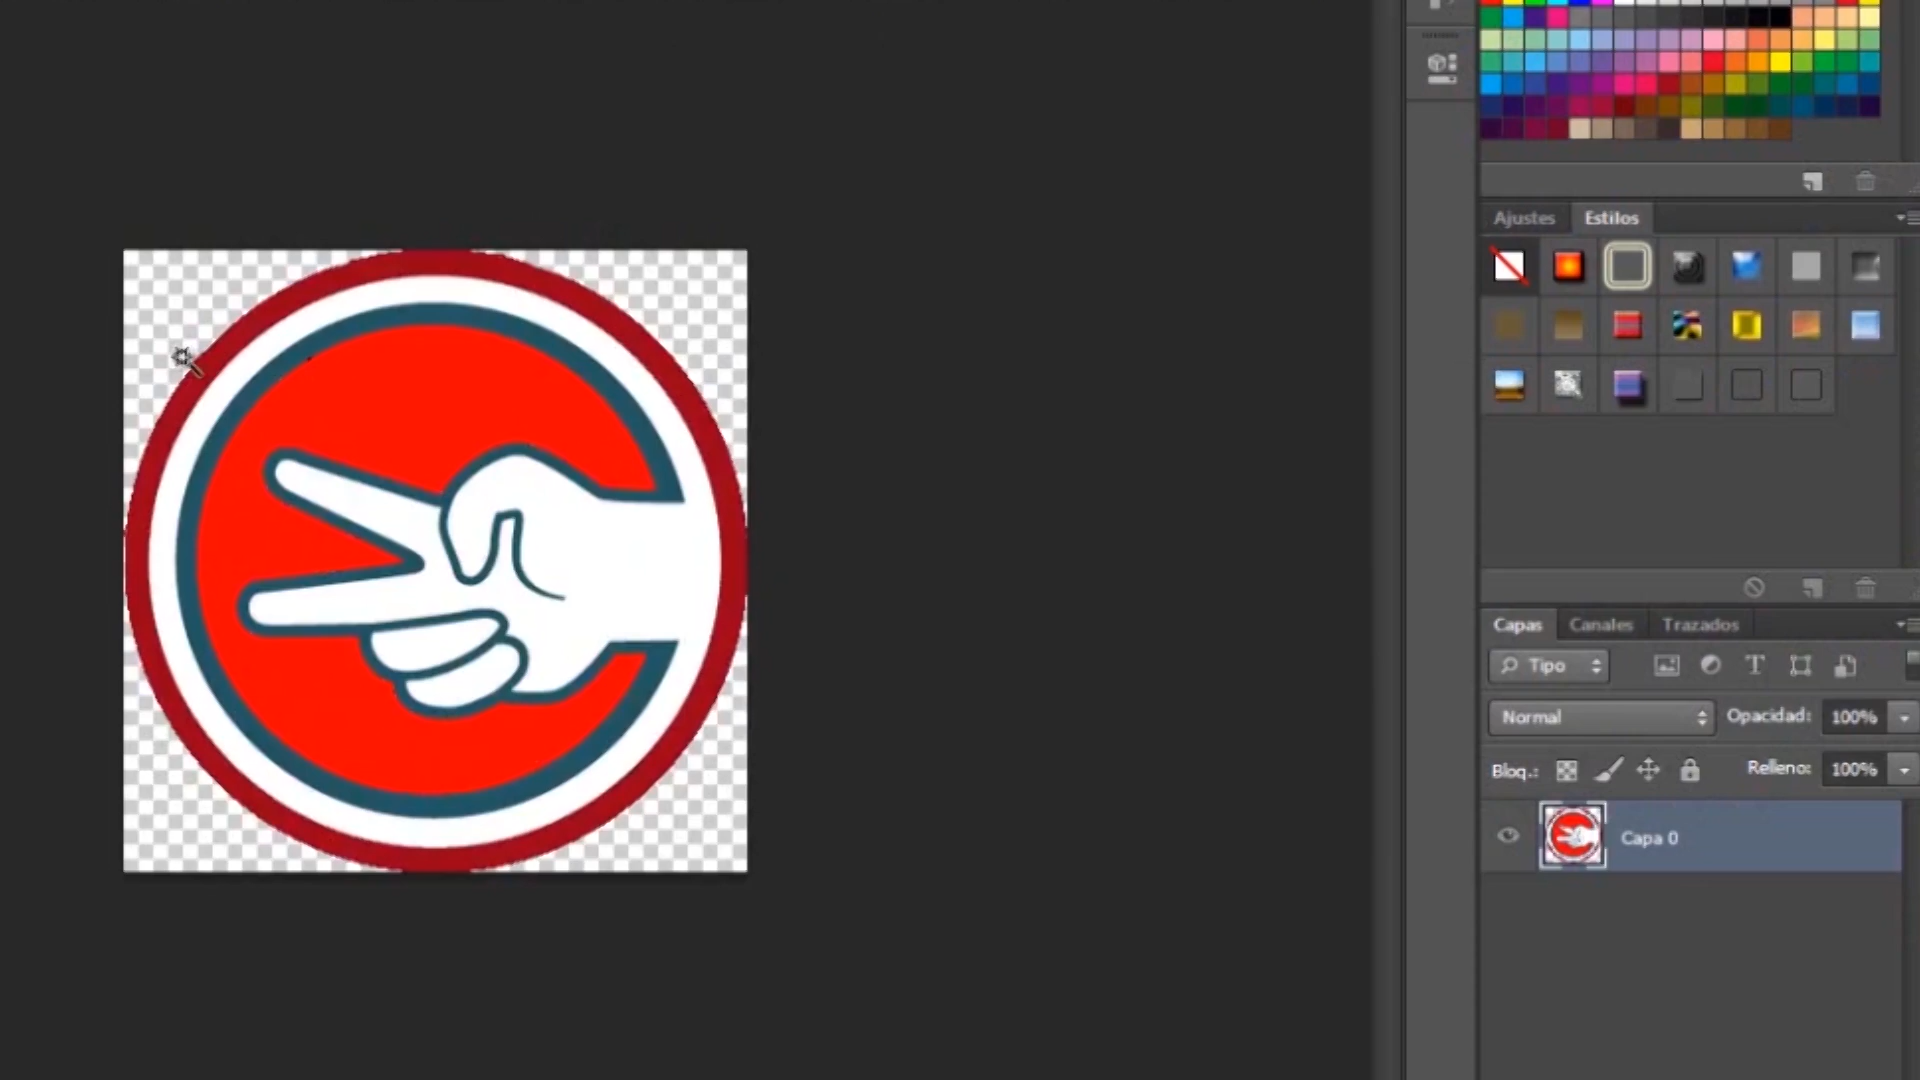 Ajustes Estilos
Capas Canales Trazados
Tipo
Normal Opacidad: 100%
Bloq.: Relleno: 100%
Capa 0